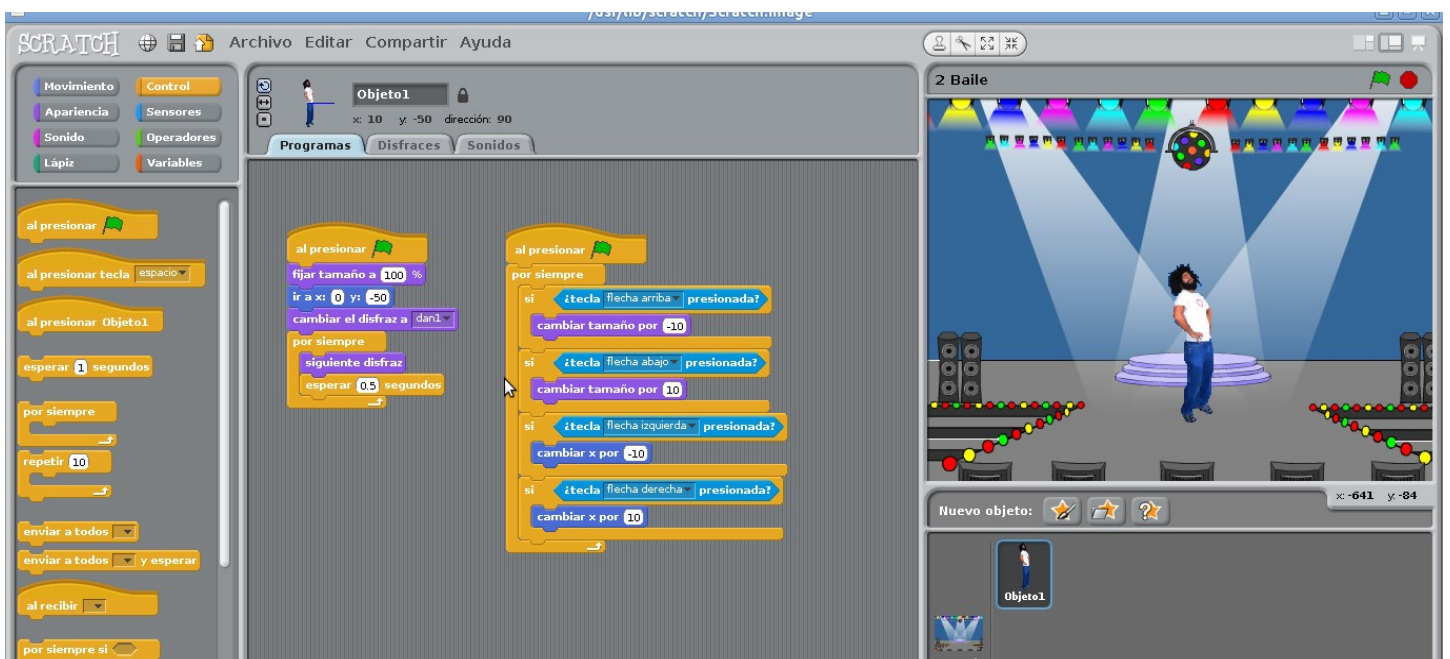 /usr/lib/scratch/Scratch.image
SCRATCH
Archivo Editar Compartir Ayuda
Movimiento Control
Apariencia Sensores
Sonido Operadores
Lápiz Variables
al presionar
al presionar tecla espacio
al presionar Objeto1
esperar 1 segundos
por siempre
repetir 10
enviar a todos
enviar a todos y esperar
al recibir
por siempre si
Objeto1
x: 10 y: -50 dirección: 90
Programas Disfraces Sonidos
al presionar
fijar tamaño a 100 %
ir a x: 0 y: -50
cambiar el disfraz a dan1
por siempre
siguiente disfraz
esperar 0.5 segundos
al presionar
por siempre
si ¿tecla flecha arriba presionada?
cambiar tamaño por -10
si ¿tecla flecha abajo presionada?
cambiar tamaño por 10
si ¿tecla flecha izquierda presionada?
cambiar x por -10
si ¿tecla flecha derecha presionada?
cambiar x por 10
2 Baile
x: -641 y: -84
Nuevo objeto:
Objeto1